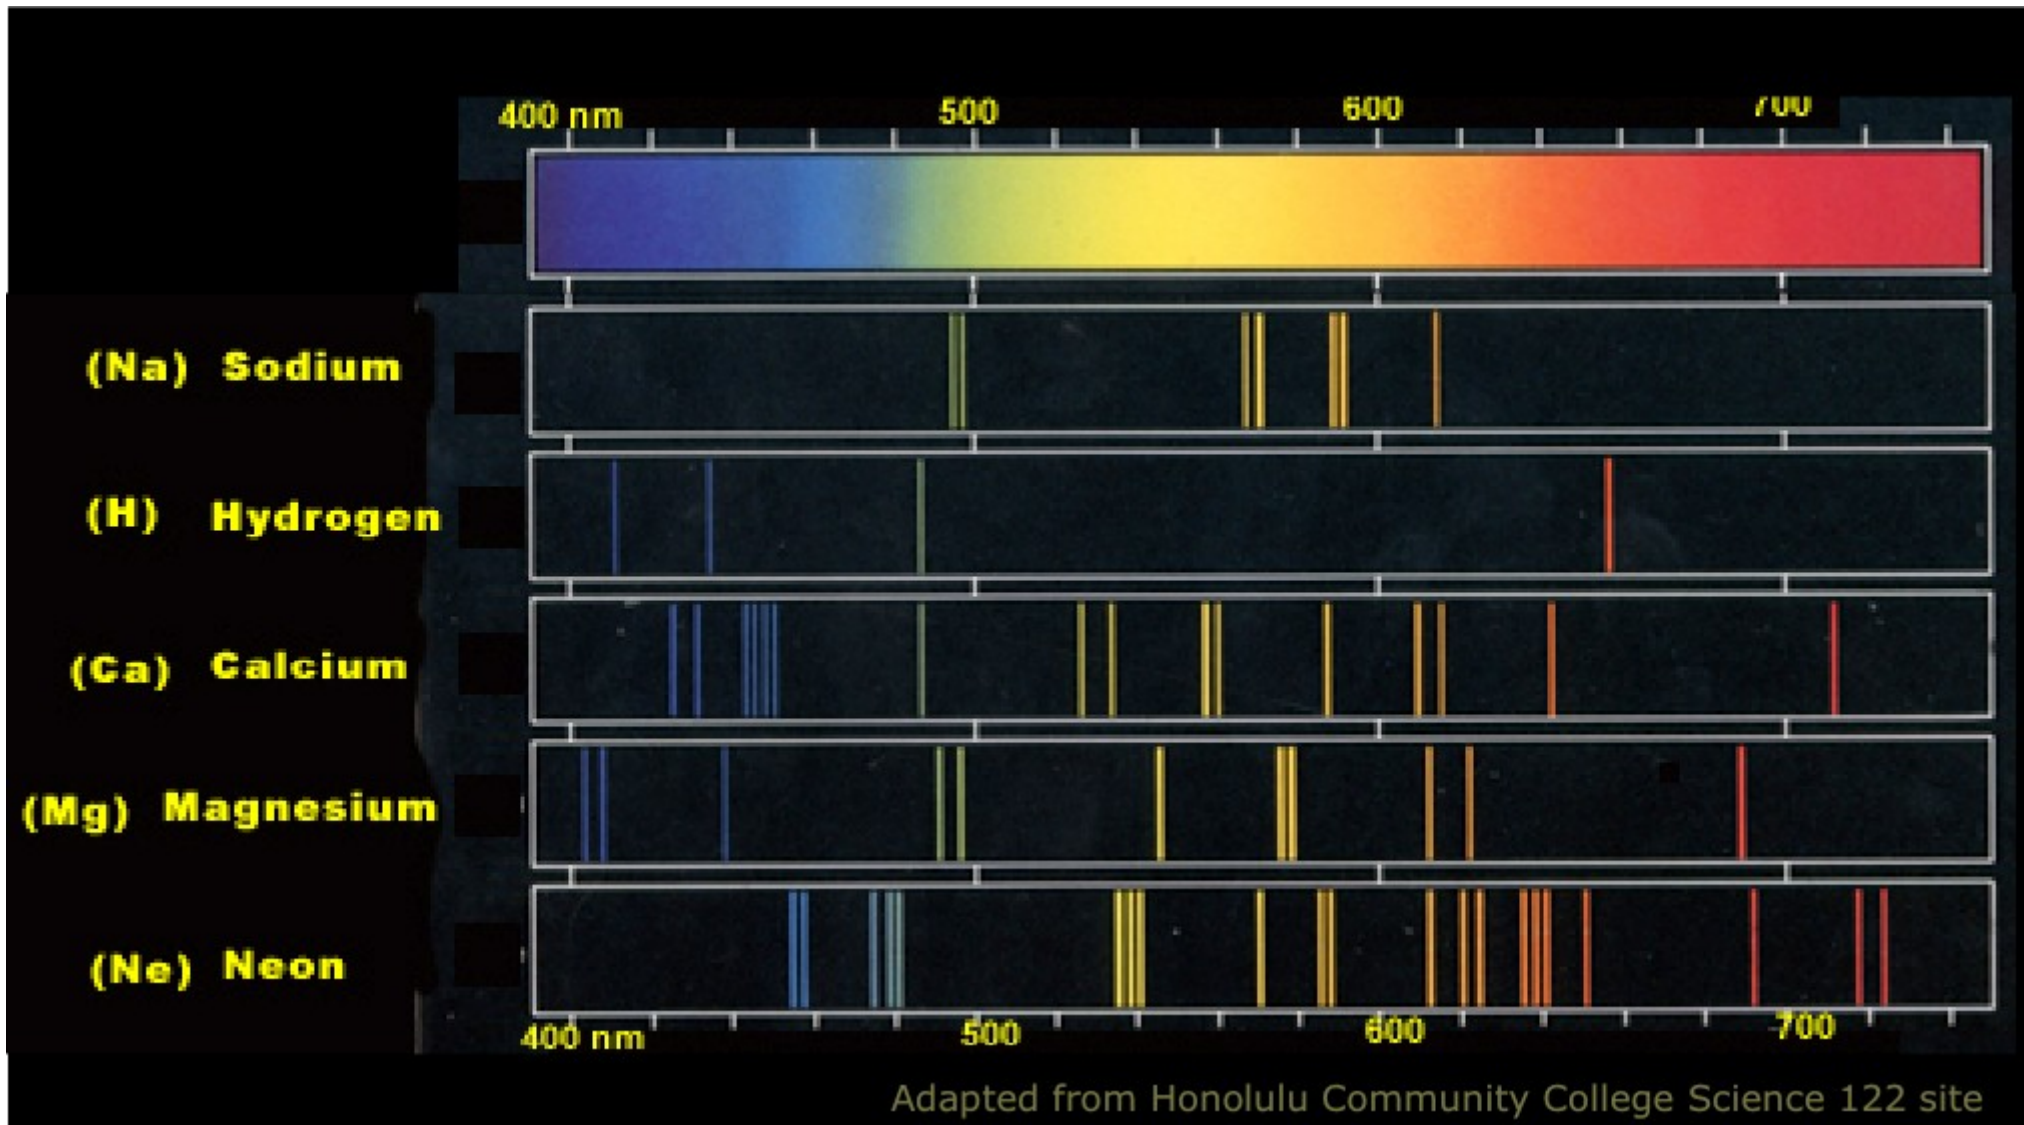 400 nm 500 600 700
(Na) Sodium
(H) Hydrogen
(Ca) Calcium
(Mg) Magnesium
(Ne) Neon
400 nm 500 600 700
Adapted from Honolulu Community College Science 122 site